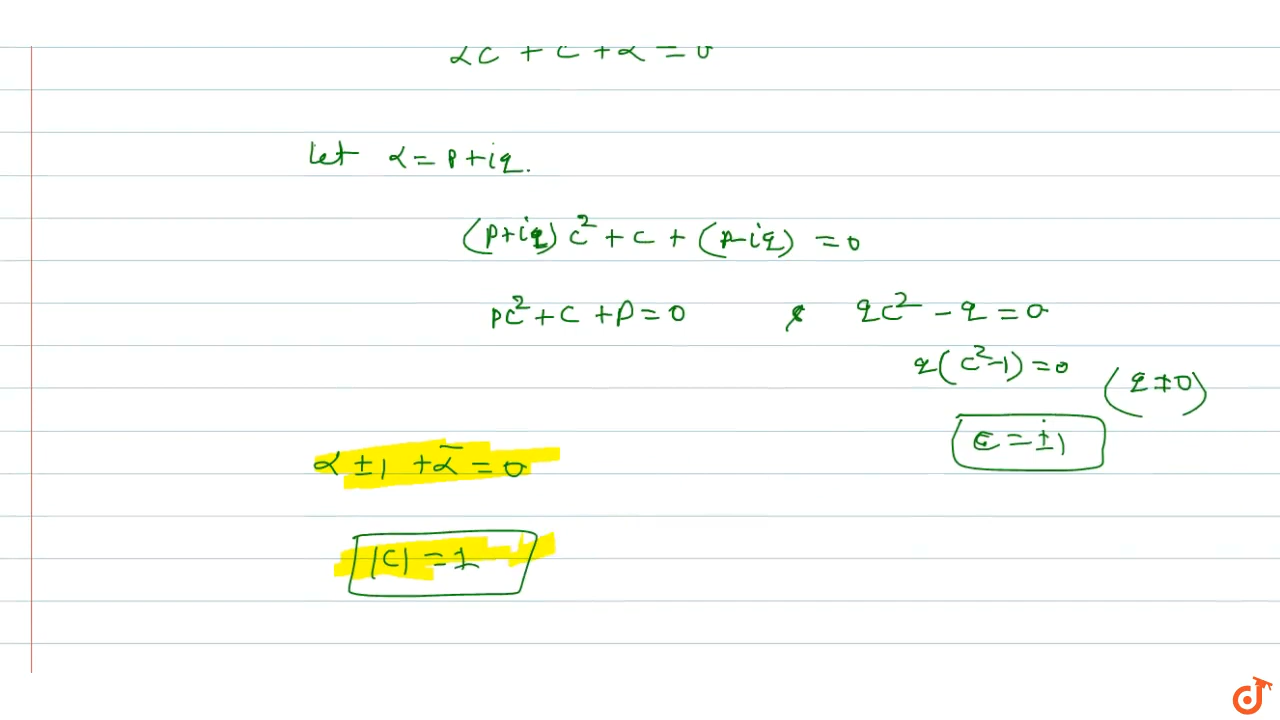 αc² + c + α̅ = 0
let α = p + iq.
(p+iq) c² + c + (p-iq) = 0
pc² + c + p = 0 & qc² - q = 0
q(c²-1) = 0
(q ≠ 0)
c = ±1
α ±1 + α̅ = 0
|c| = 1